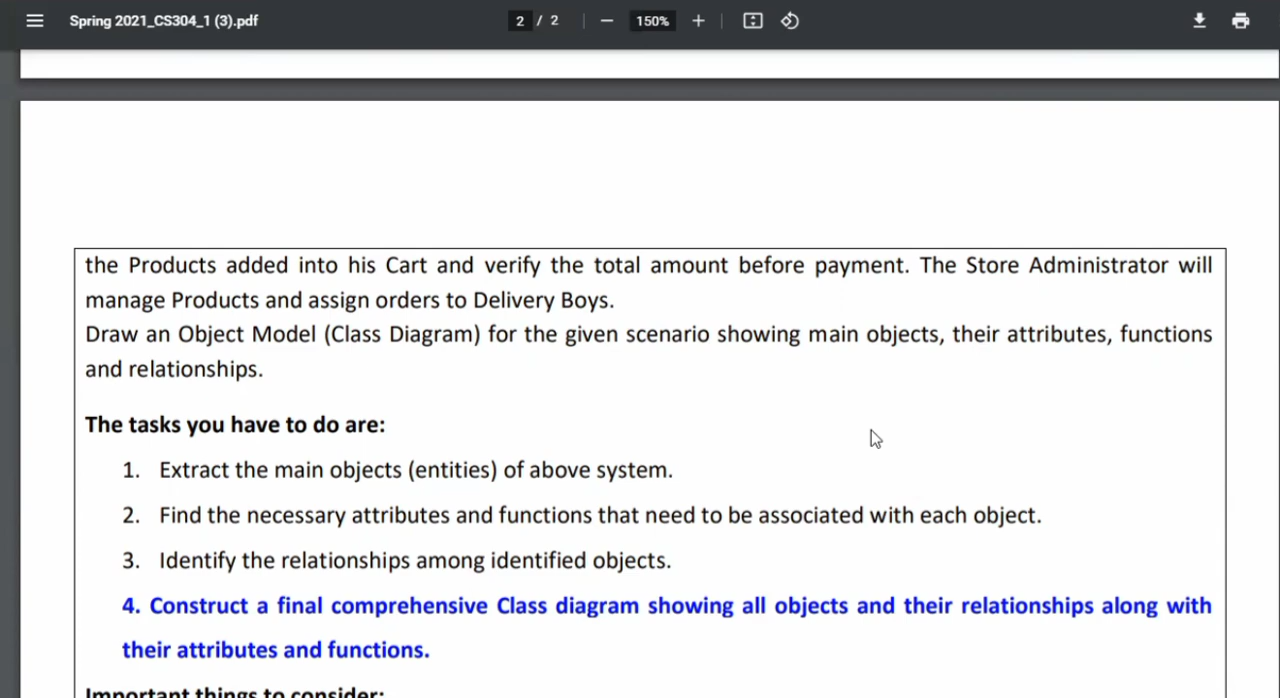 Spring 2021_CS304_1 (3).pdf
2 / 2
150%
the Products added into his Cart and verify the total amount before payment. The Store Administrator will
manage Products and assign orders to Delivery Boys.
Draw an Object Model (Class Diagram) for the given scenario showing main objects, their attributes, functions
and relationships.
The tasks you have to do are:
1. Extract the main objects (entities) of above system.
2. Find the necessary attributes and functions that need to be associated with each object.
3. Identify the relationships among identified objects.
4. Construct a final comprehensive Class diagram showing all objects and their relationships along with
their attributes and functions.
Important things to consider: